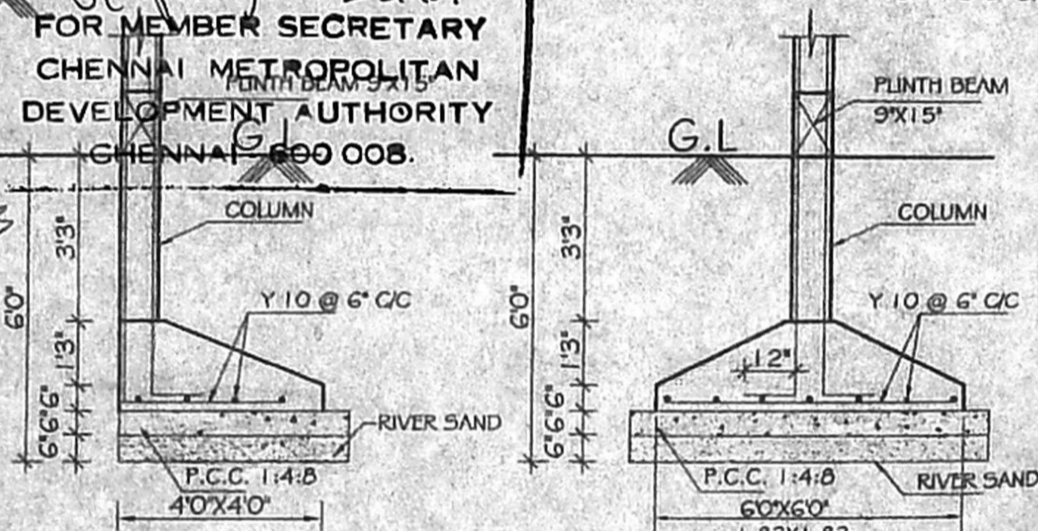 FOR MEMBER SECRETARY
CHENNAI METROPOLITAN
PLINTH BEAM 9"X15"
DEVELOPMENT AUTHORITY
G.L
CHENNAI 600 008.
COLUMN
3'3"
6'0"
Y 10 @ 6" C/C
1'3"
6" 6" 6"
RIVER SAND
P.C.C. 1:4:8
4'0"X4'0"
PLINTH BEAM
9"X15"
G.L
COLUMN
3'3"
6'0"
Y 10 @ 6" C/C
12"
1'3"
6" 6" 6"
P.C.C. 1:4:8
RIVER SAND
6'0"X6'0"